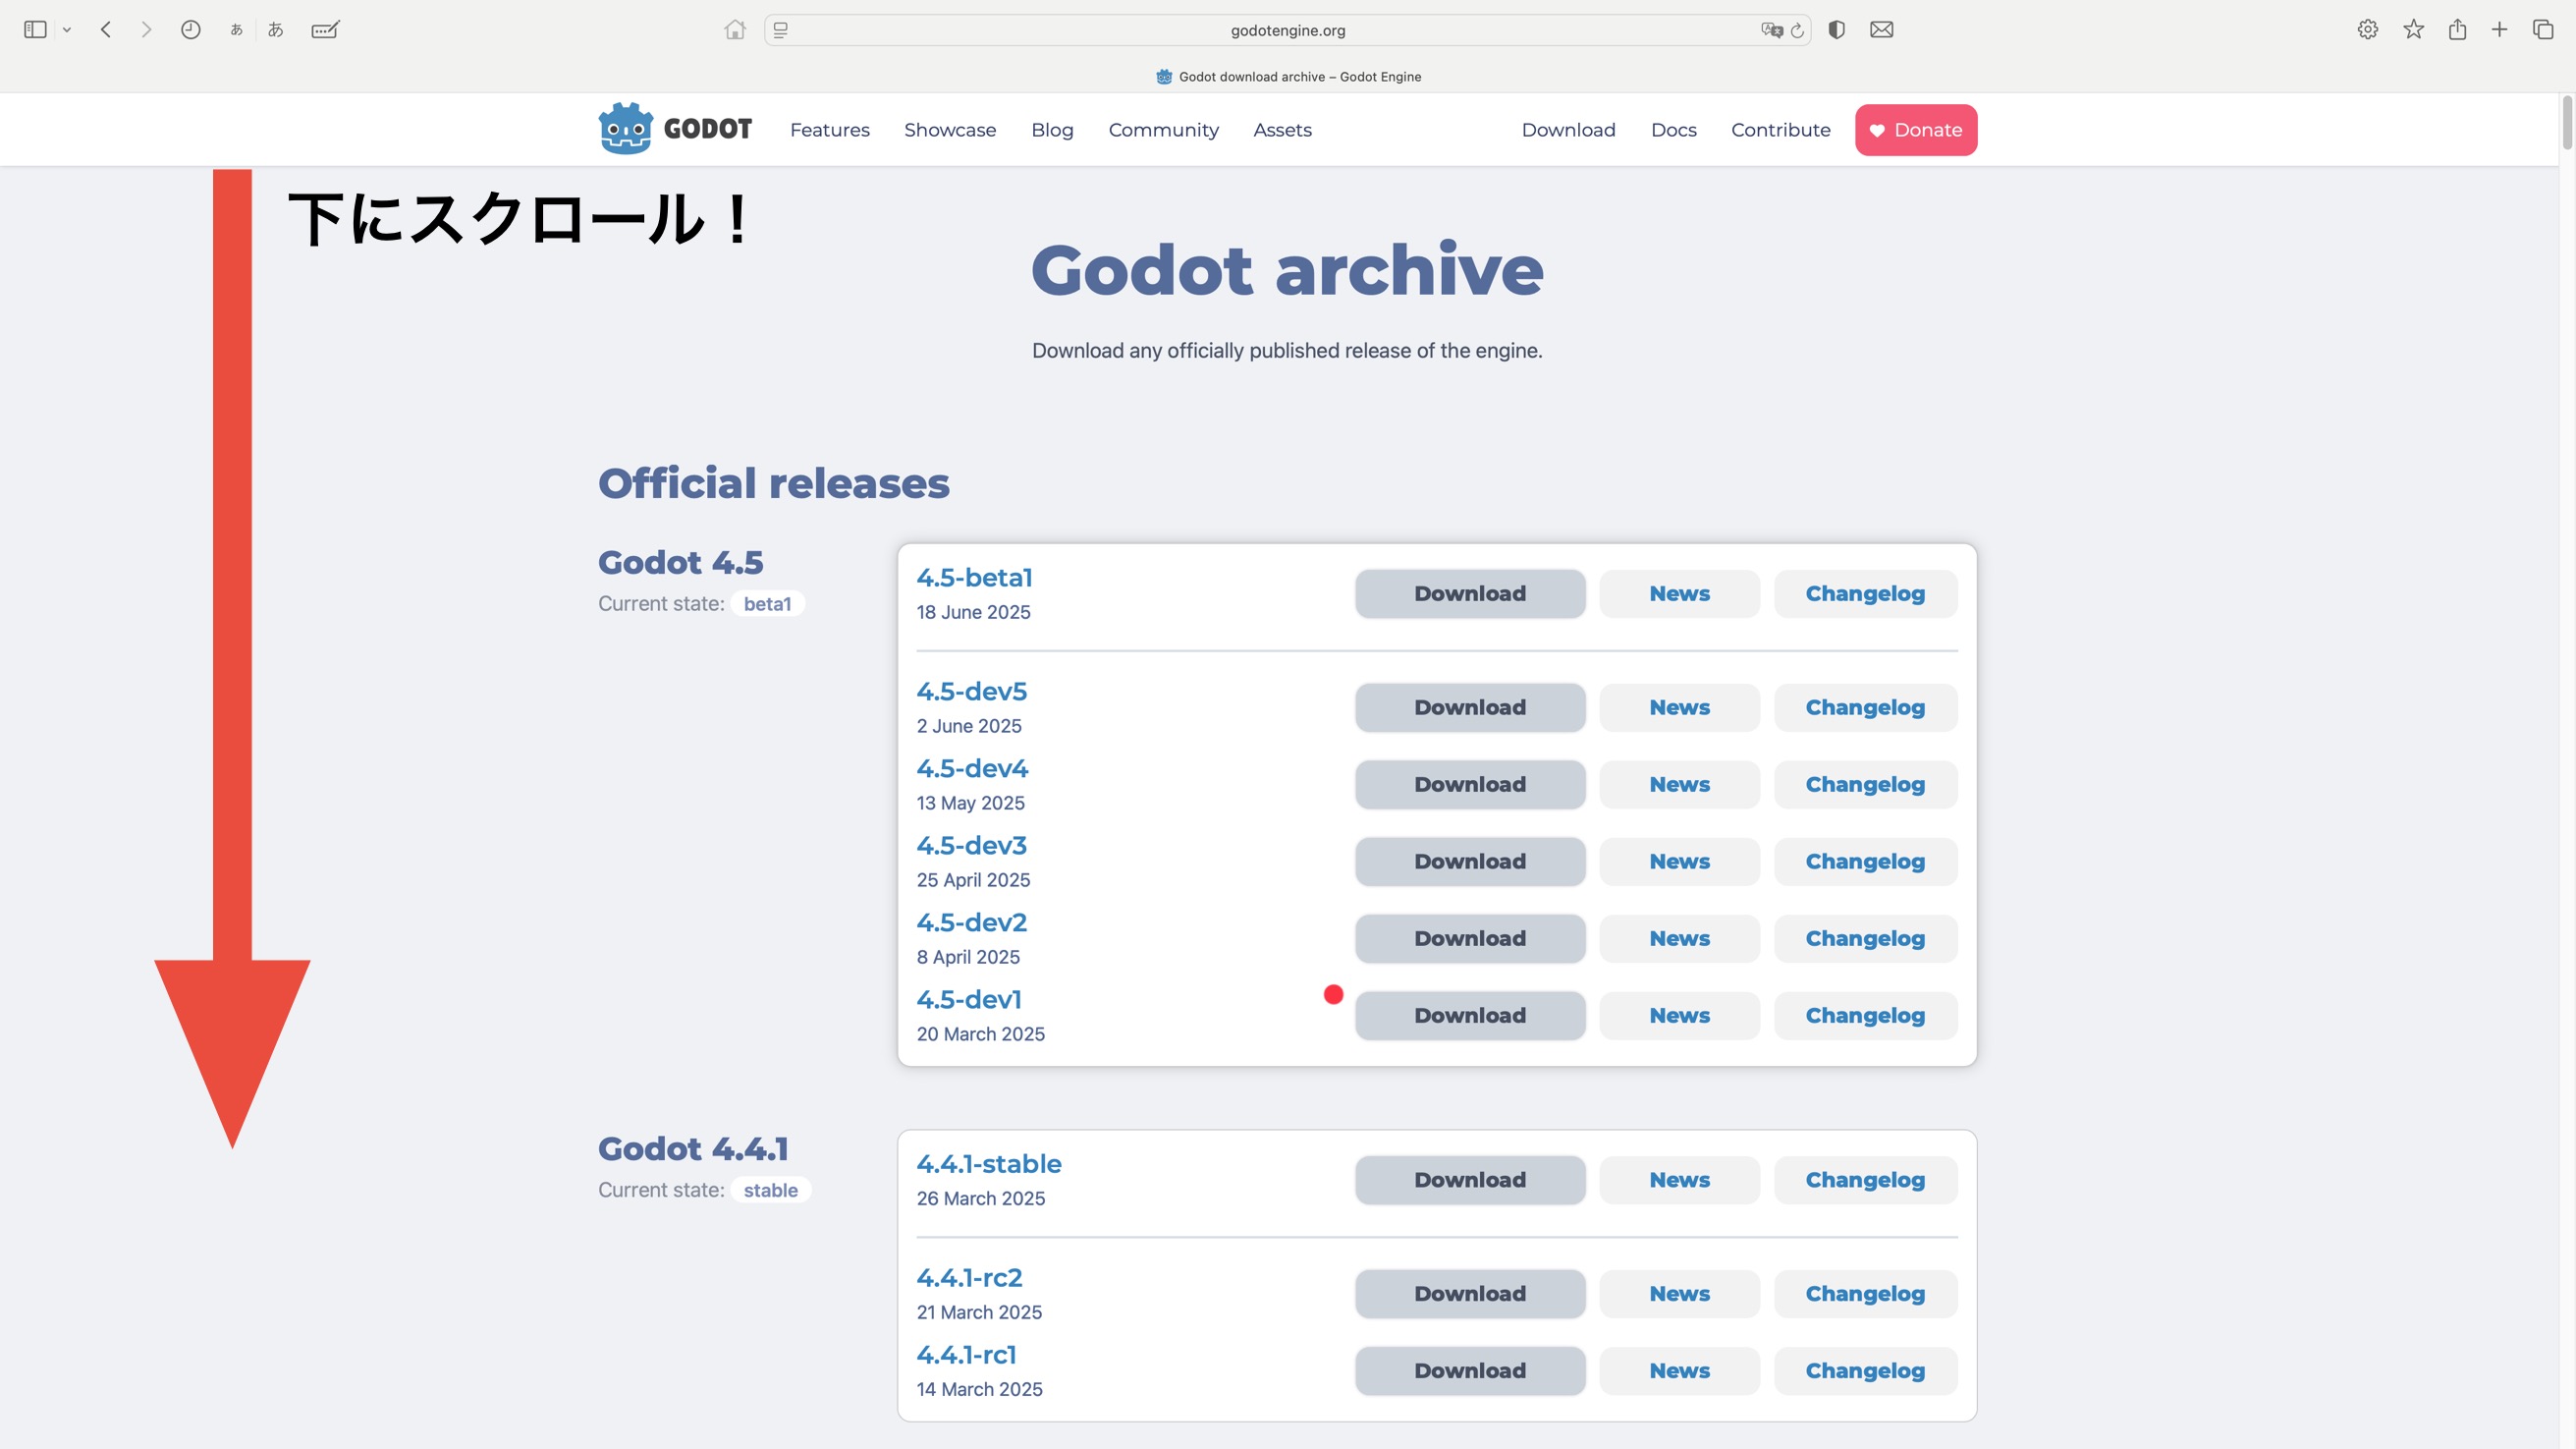 あ あ godotengine.org
Godot download archive – Godot Engine
GODOT Features Showcase Blog Community Assets Download Docs Contribute Donate
下にスクロール！
Godot archive
Download any officially published release of the engine.
Official releases
Godot 4.5
Current state: beta1
4.5-beta1
18 June 2025
Download News Changelog
4.5-dev5
2 June 2025
Download News Changelog
4.5-dev4
13 May 2025
Download News Changelog
4.5-dev3
25 April 2025
Download News Changelog
4.5-dev2
8 April 2025
Download News Changelog
4.5-dev1
20 March 2025
Download News Changelog
Godot 4.4.1
Current state: stable
4.4.1-stable
26 March 2025
Download News Changelog
4.4.1-rc2
21 March 2025
Download News Changelog
4.4.1-rc1
14 March 2025
Download News Changelog